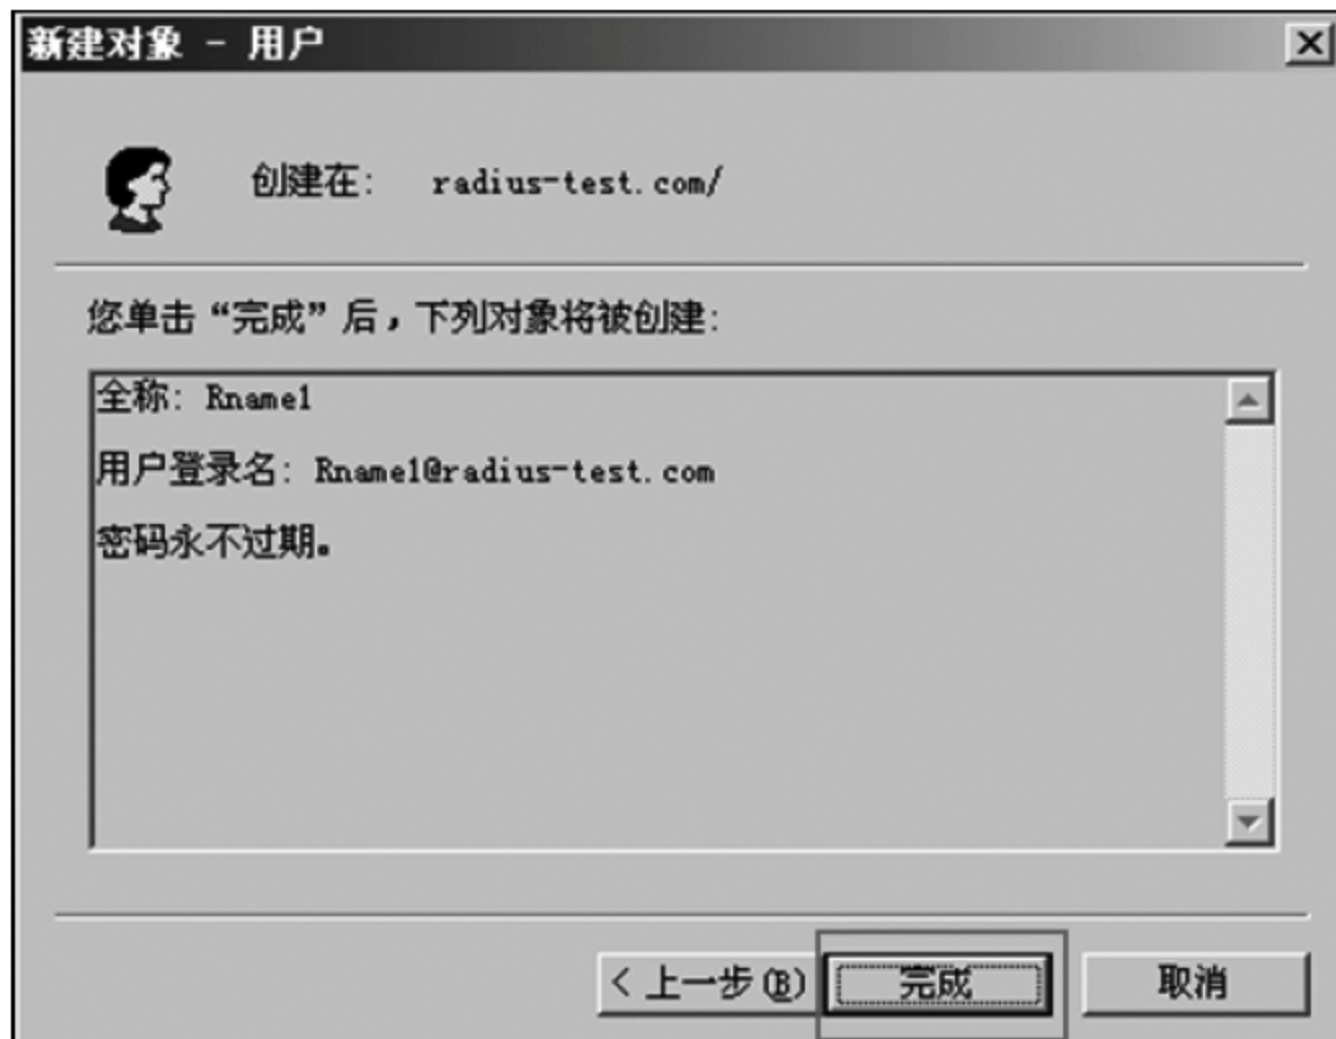 新建对象 - 用户
创建在: radius-test.com/
您单击“完成”后，下列对象将被创建:
全称: Rname1
用户登录名: Rname1@radius-test.com
密码永不过期。
< 上一步(B) 完成 取消